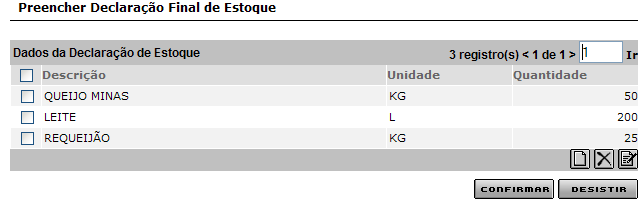 Preencher Declaração Final de Estoque
Dados da Declaração de Estoque 3 registro(s) < 1 de 1 > 1 Ir
Descrição Unidade Quantidade
QUEIJO MINAS KG 50
LEITE L 200
REQUEIJÃO KG 25
CONFIRMAR DESISTIR